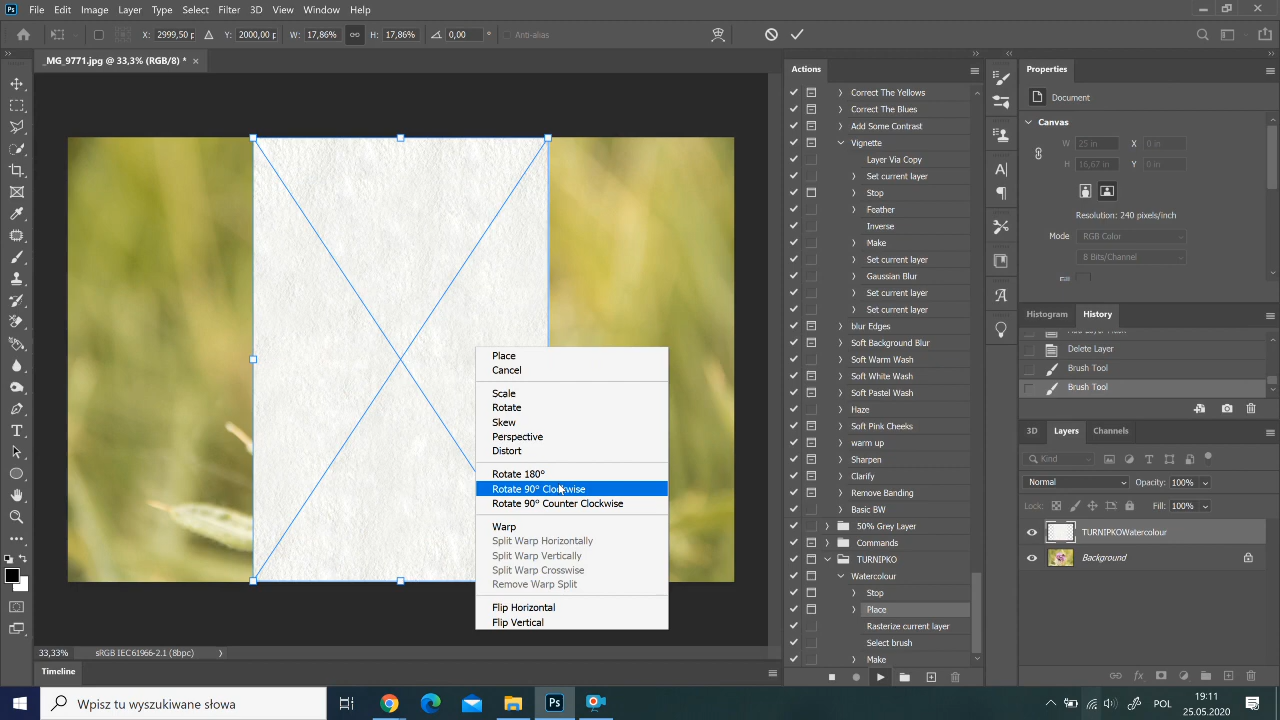 Ps File Edit Image Layer Type Select Filter 3D View Window Help
X: 2999,50 p Y: 2000,00 p W: 17,86% H: 17,86% 0,00 ° Anti-alias
_MG_9771.jpg @ 33,3% (RGB/8) * ×
Actions
Correct The Yellows
Correct The Blues
Add Some Contrast
Vignette
Layer Via Copy
Set current layer
Stop
Feather
Inverse
Make
Set current layer
Gaussian Blur
Set current layer
Set current layer
blur Edges
Soft Background Blur
Soft Warm Wash
Soft White Wash
Soft Pastel Wash
Haze
Soft Pink Cheeks
warm up
Sharpen
Clarify
Remove Banding
Basic BW
50% Grey Layer
Commands
TURNIPKO
Watercolour
Stop
Place
Rasterize current layer
Select brush
Make
Place
Cancel
Scale
Rotate
Skew
Perspective
Distort
Rotate 180°
Rotate 90° Clockwise
Rotate 90° Counter Clockwise
Warp
Split Warp Horizontally
Split Warp Vertically
Split Warp Crosswise
Remove Warp Split
Flip Horizontal
Flip Vertical
Properties
Document
Canvas
W 25 in X 0 in
H 16,67 in Y 0 in
Resolution: 240 pixels/inch
Mode RGB Color
8 Bits/Channel
Histogram History
Delete Layer
Brush Tool
Brush Tool
3D Layers Channels
Kind
Normal Opacity: 100%
Lock: Fill: 100%
TURNIPKOWatercolour
Background
33,33% sRGB IEC61966-2.1 (8bpc)
Timeline
Wpisz tu wyszukiwane słowa
Ps
POL
19:11
25.05.2020